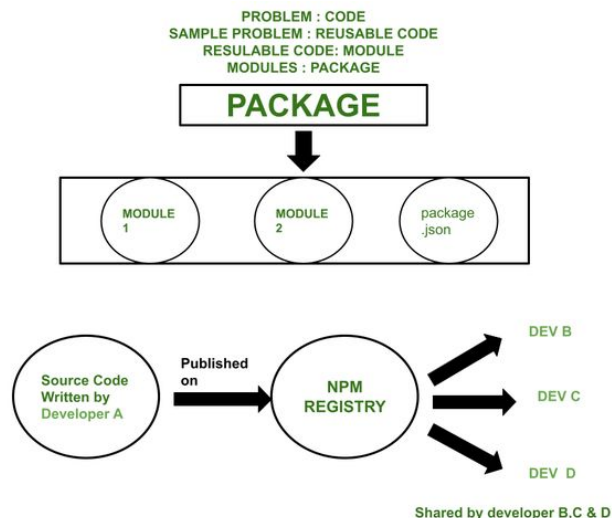 PROBLEM : CODE
SAMPLE PROBLEM : REUSABLE CODE
RESULABLE CODE: MODULE
MODULES : PACKAGE
PACKAGE
MODULE
1
MODULE
2
package
.json
Source Code
Written by
Developer A
Published
on
NPM
REGISTRY
DEV B
DEV C
DEV D
Shared by developer B,C & D